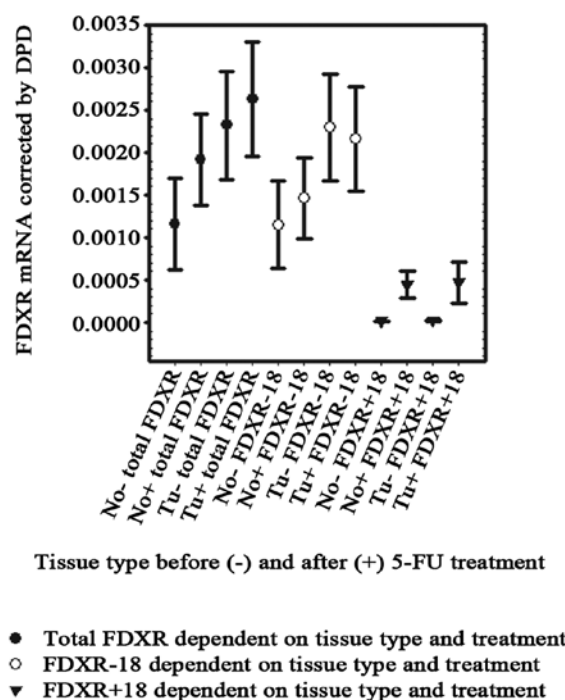 FDXR mRNA corrected by DPD
0.0035
0.0030
0.0025
0.0020
0.0015
0.0010
0.0005
0.0000
No- total FDXR
No+ total FDXR
Tu- total FDXR
Tu+ total FDXR
No- FDXR-18
No+ FDXR-18
Tu- FDXR-18
Tu+ FDXR-18
No- FDXR+18
No+ FDXR+18
Tu- FDXR+18
Tu+ FDXR+18
Tissue type before (-) and after (+) 5-FU treatment
Total FDXR dependent on tissue type and treatment
FDXR-18 dependent on tissue type and treatment
FDXR+18 dependent on tissue type and treatment